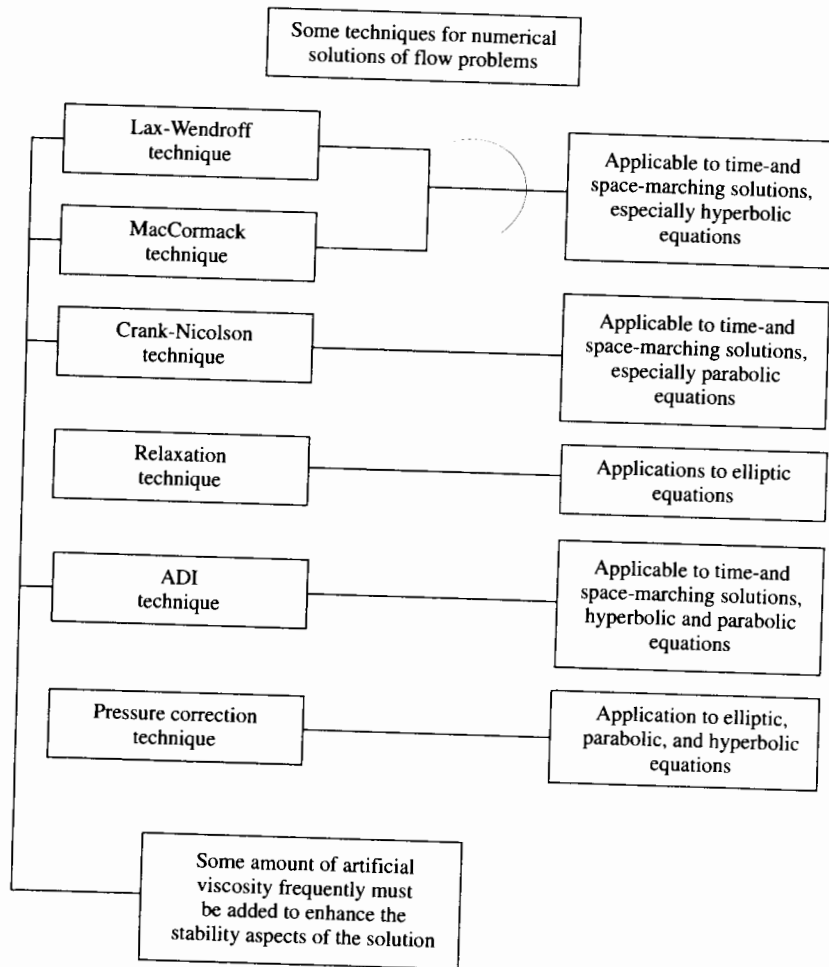 Some techniques for numerical
solutions of flow problems
Lax-Wendroff
technique
Applicable to time-and
space-marching solutions,
especially hyperbolic
equations
MacCormack
technique
Crank-Nicolson
technique
Applicable to time-and
space-marching solutions,
especially parabolic
equations
Relaxation
technique
Applications to elliptic
equations
ADI
technique
Applicable to time-and
space-marching solutions,
hyperbolic and parabolic
equations
Pressure correction
technique
Application to elliptic,
parabolic, and hyperbolic
equations
Some amount of artificial
viscosity frequently must
be added to enhance the
stability aspects of the solution